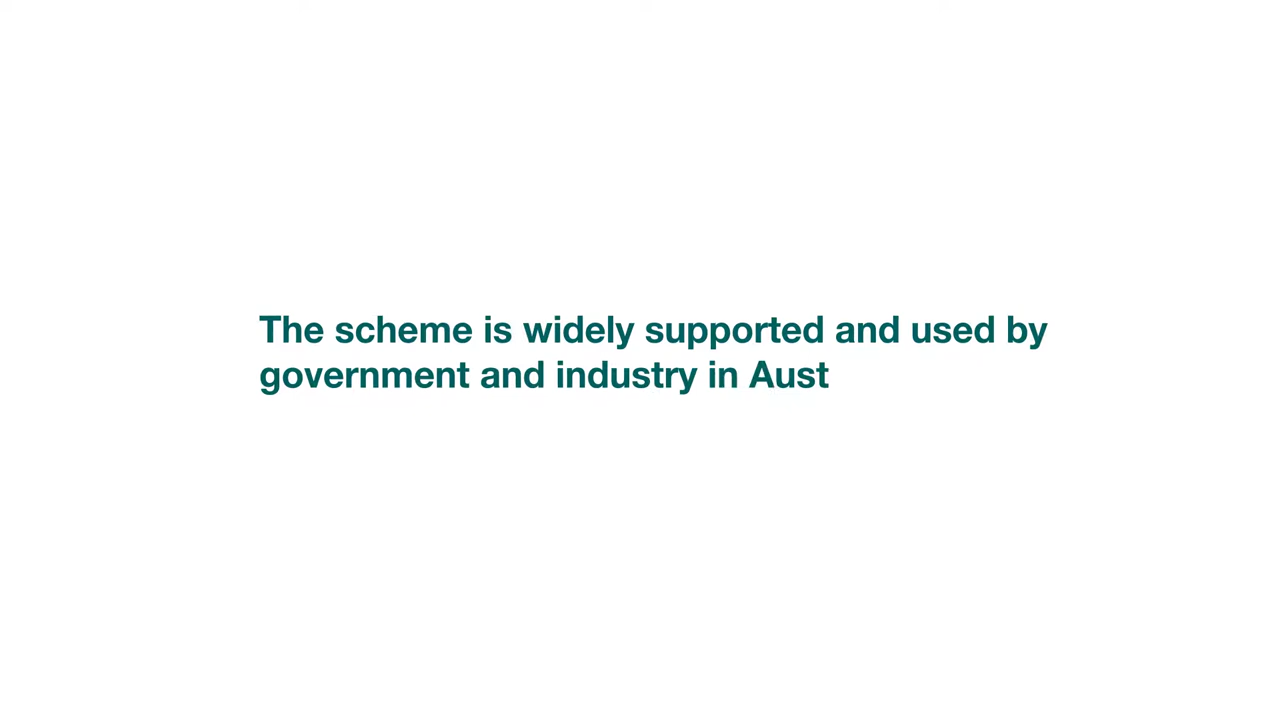 The scheme is widely supported and used by
government and industry in Aust